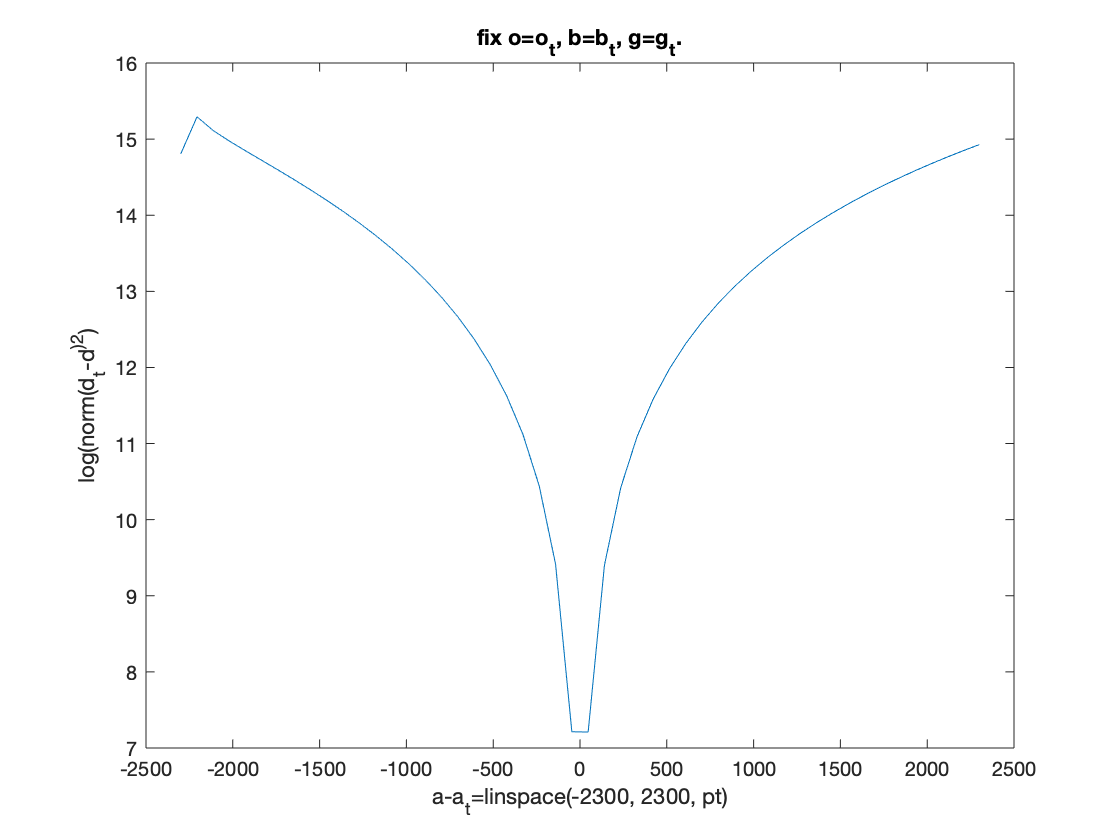 fix o=o_t, b=b_t, g=g_t.
16
15
14
13
12
11
10
9
8
7
log(norm(d_t-d)^2)
-2500 -2000 -1500 -1000 -500 0 500 1000 1500 2000 2500
a-a_t=linspace(-2300, 2300, pt)